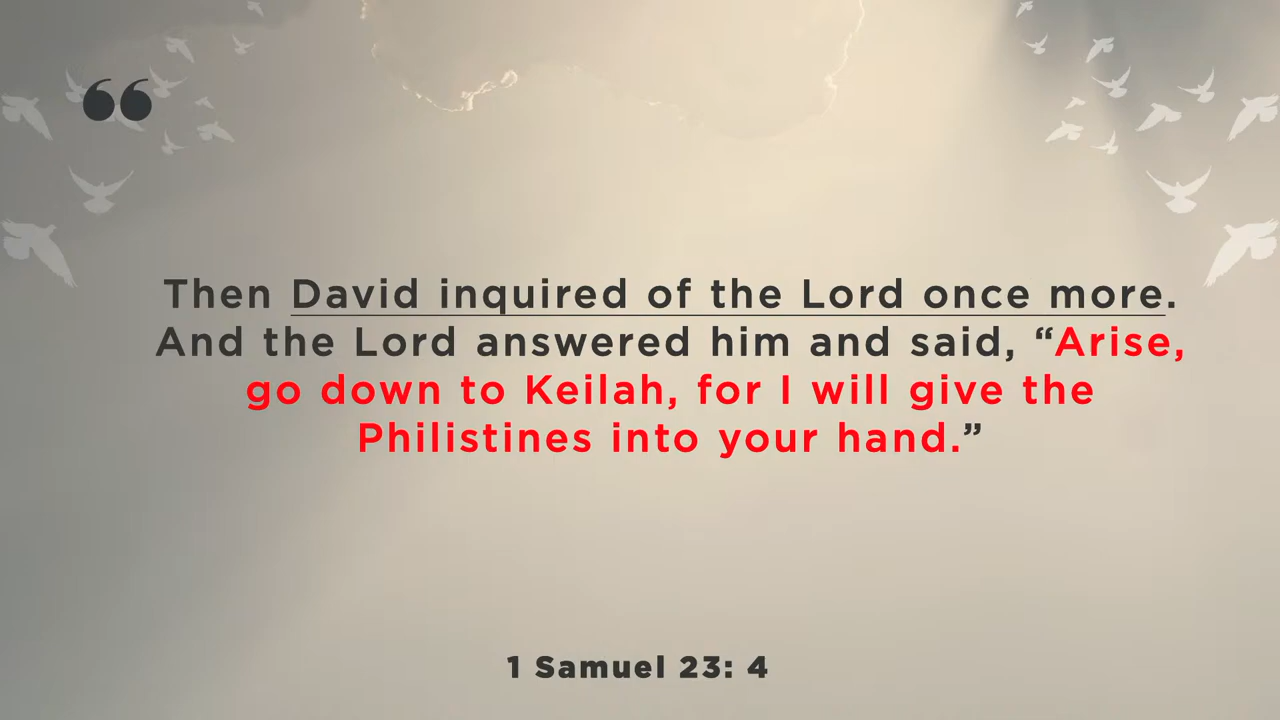 “
Then David inquired of the Lord once more.
And the Lord answered him and said, “Arise,
go down to Keilah, for I will give the
Philistines into your hand.”
1 Samuel 23: 4